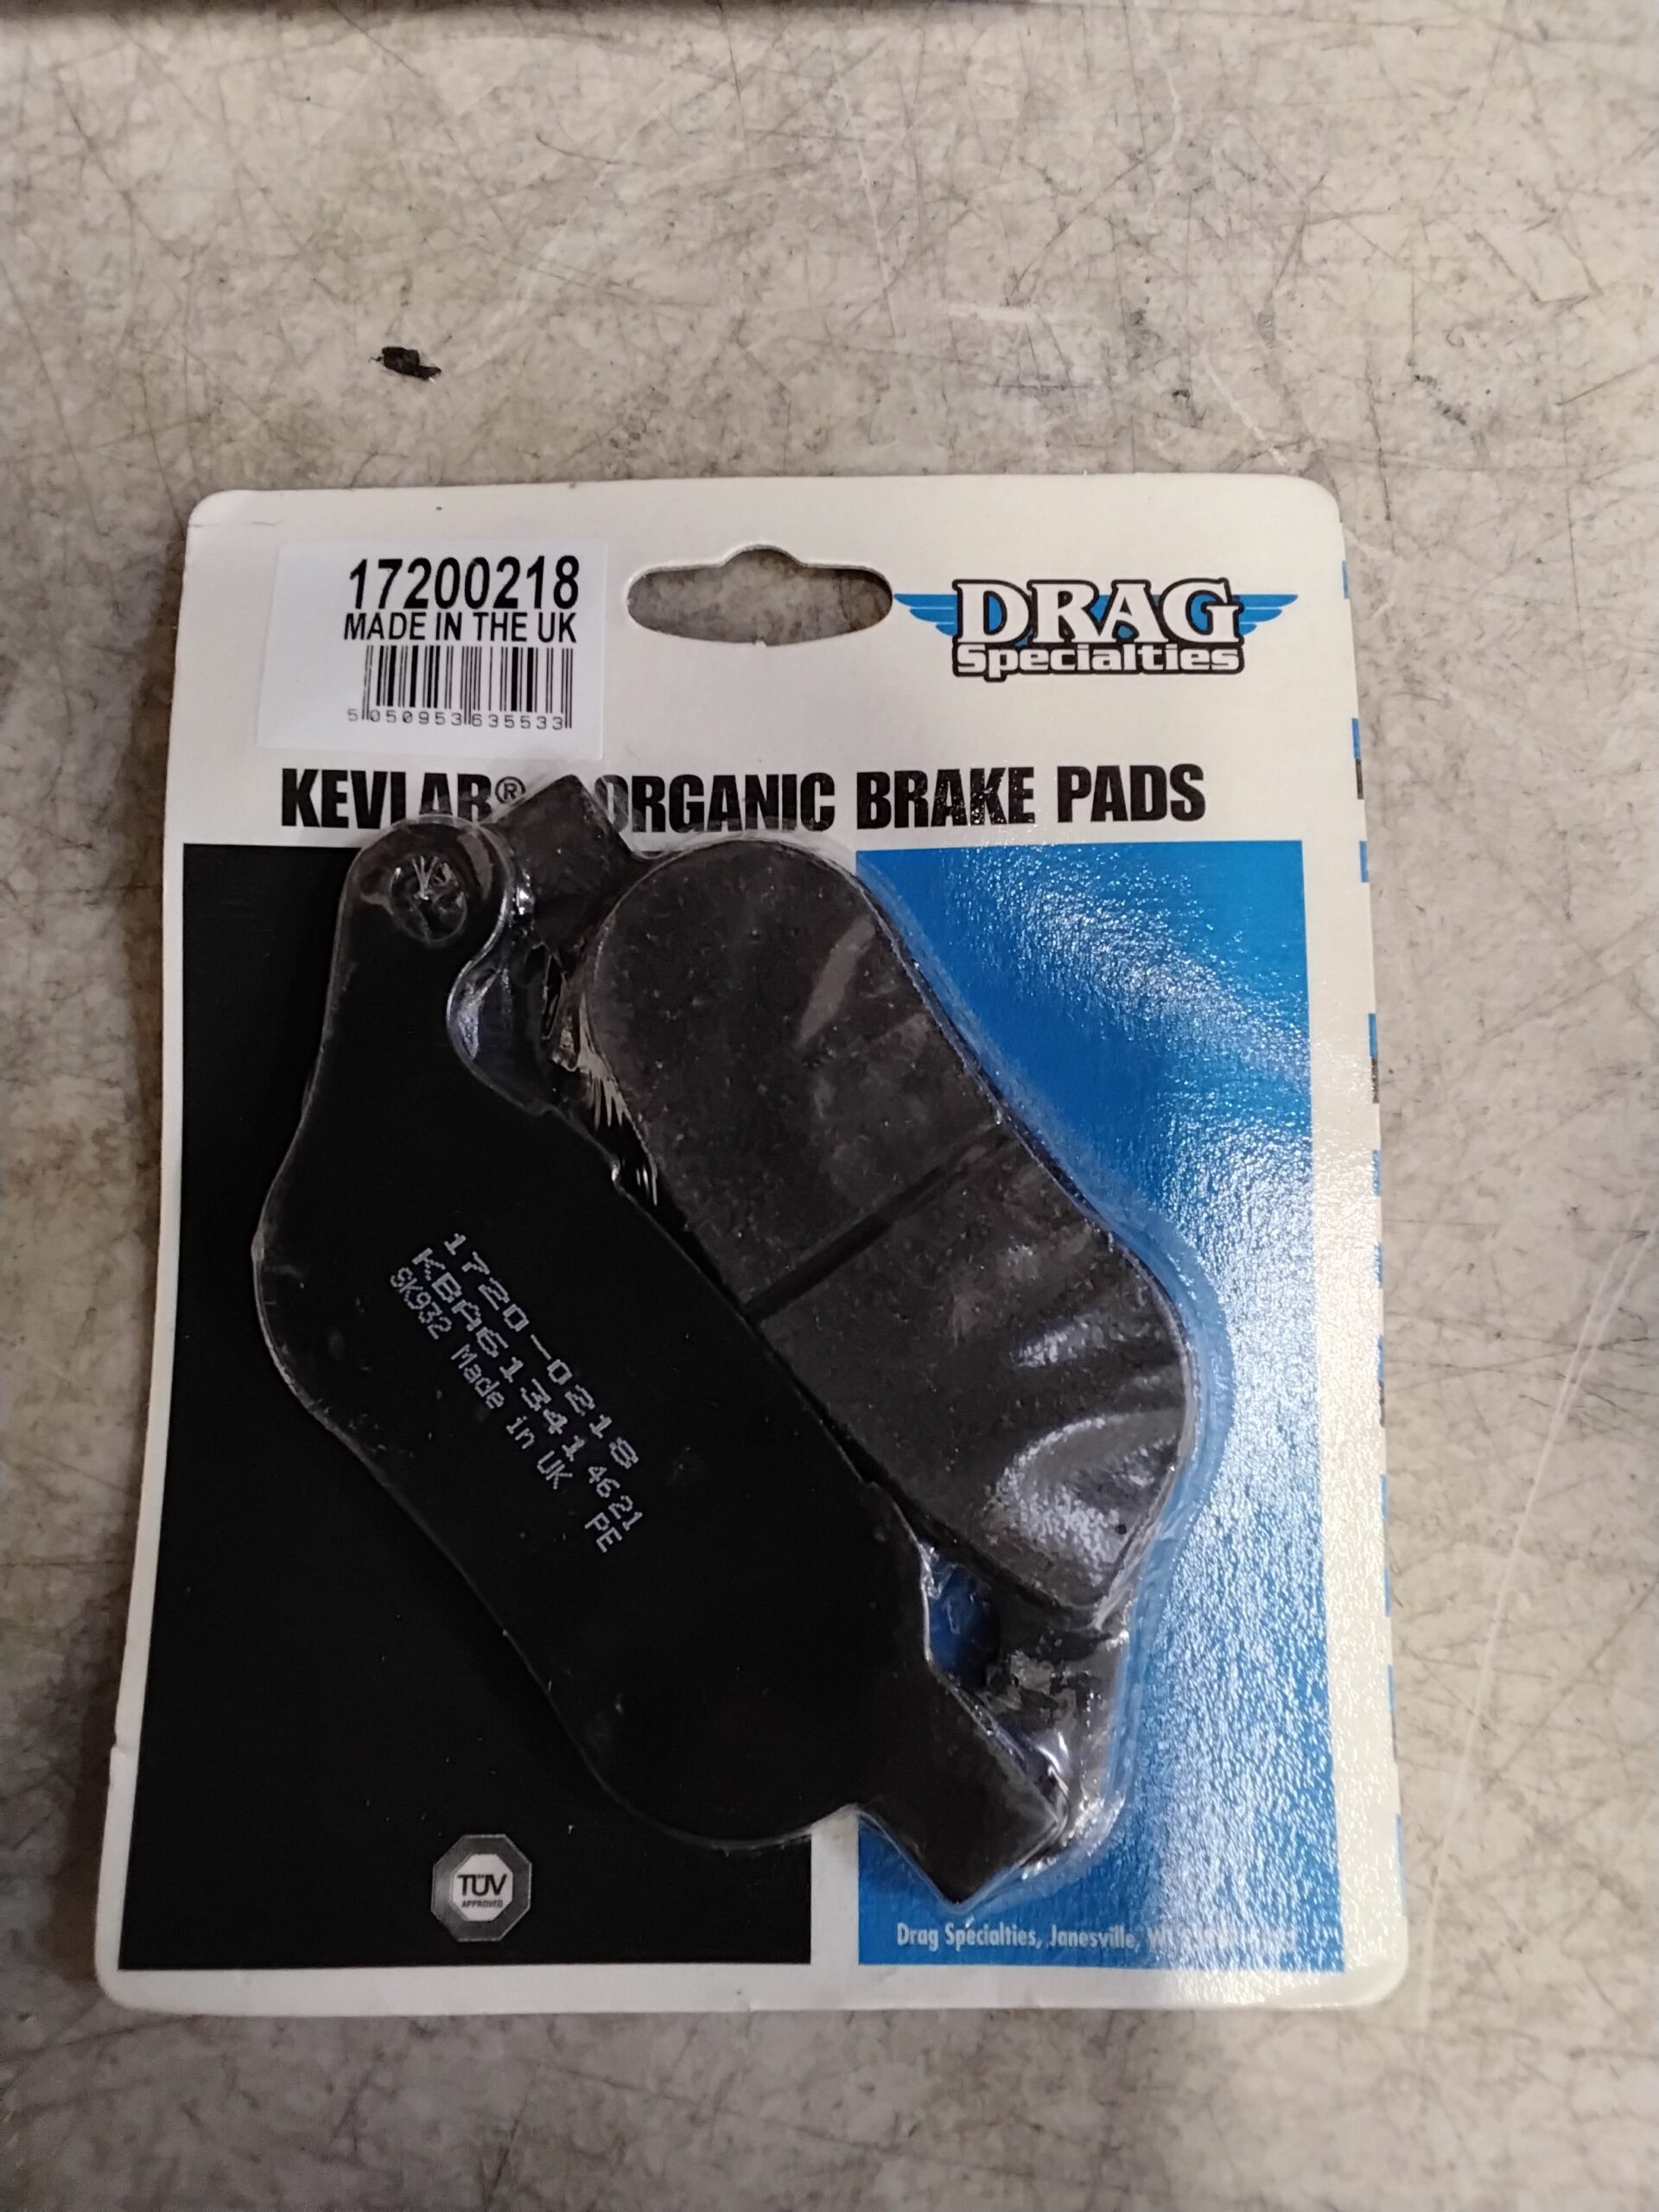 17200218
MADE IN THE UK
5 050953 635533
DRAG
Specialties
KEVLAR® ORGANIC BRAKE PADS
1720-0218
KBA61341 4621
SK932 Made in UK PE
TÜV
APPROVED
Drag Specialties, Janesville,